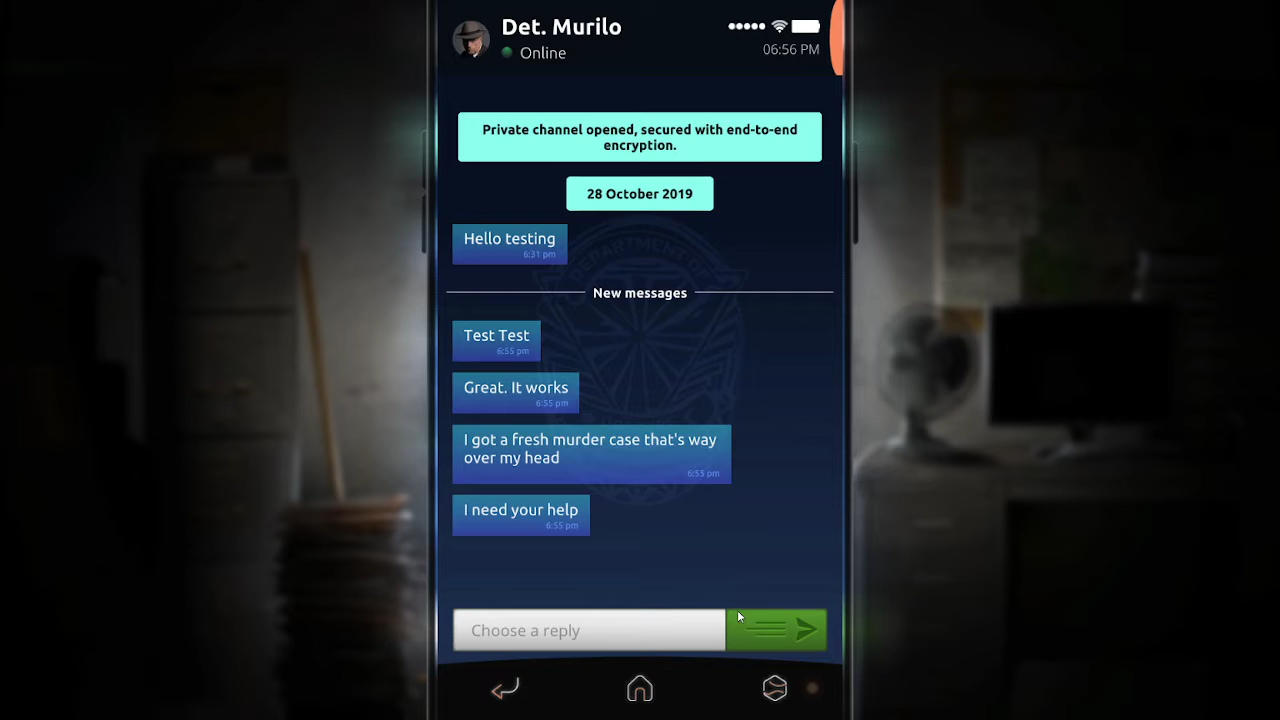 Det. Murilo
Online
06:56 PM
Private channel opened, secured with end-to-end
encryption.
28 October 2019
Hello testing
6:31 pm
New messages
Test Test
6:55 pm
Great. It works
6:55 pm
I got a fresh murder case that's way
over my head
6:55 pm
I need your help
6:55 pm
Choose a reply